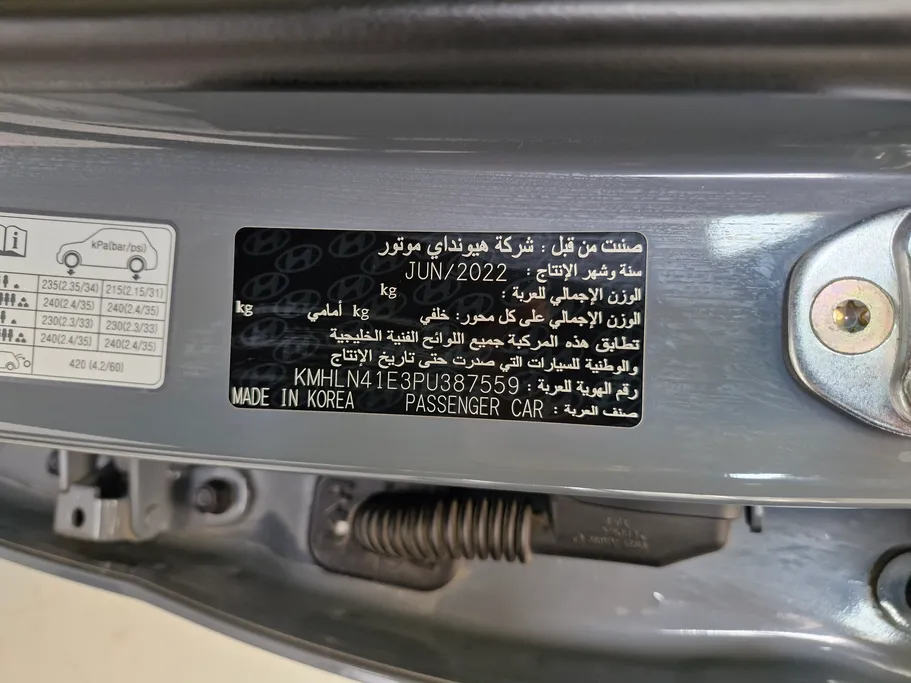 صنعت من قبل : شركة هيونداي موتور
سنة وشهر الإنتاج : JUN/2022
الوزن الإجمالي للعربة : kg
الوزن الإجمالي على كل محور: خلفي kg أمامي kg
تطابق هذه المركبة جميع اللوائح الفنية الخليجية
والوطنية للسيارات التي صدرت حتى تاريخ الإنتاج
رقم الهوية للعربة : KMHLN41E3PU387559
صنف العربة : PASSENGER CAR MADE IN KOREA
kPa(bar/psi)
235(2.35/34) 215(2.15/31)
240(2.4/35) 240(2.4/35)
230(2.3/33) 230(2.3/33)
240(2.4/35) 240(2.4/35)
420 (4.2/60)